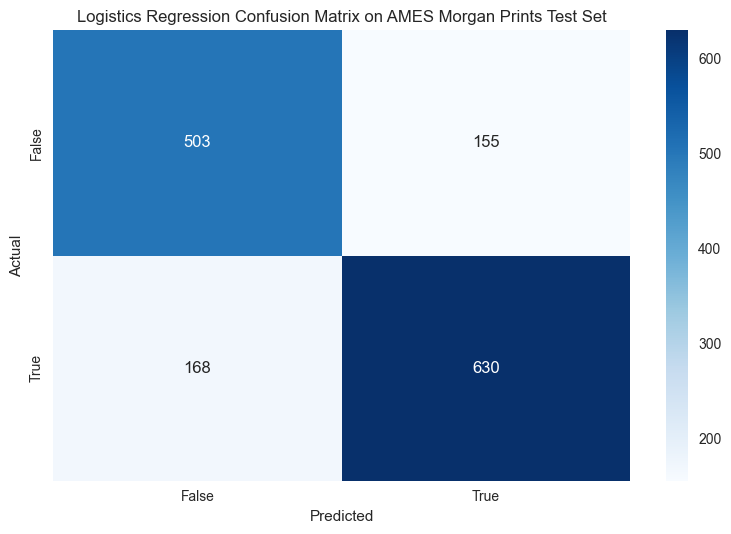 Logistics Regression Confusion Matrix on AMES Morgan Prints Test Set
600
500
400
300
200
Actual
False
True
503
155
168
630
False
True
Predicted